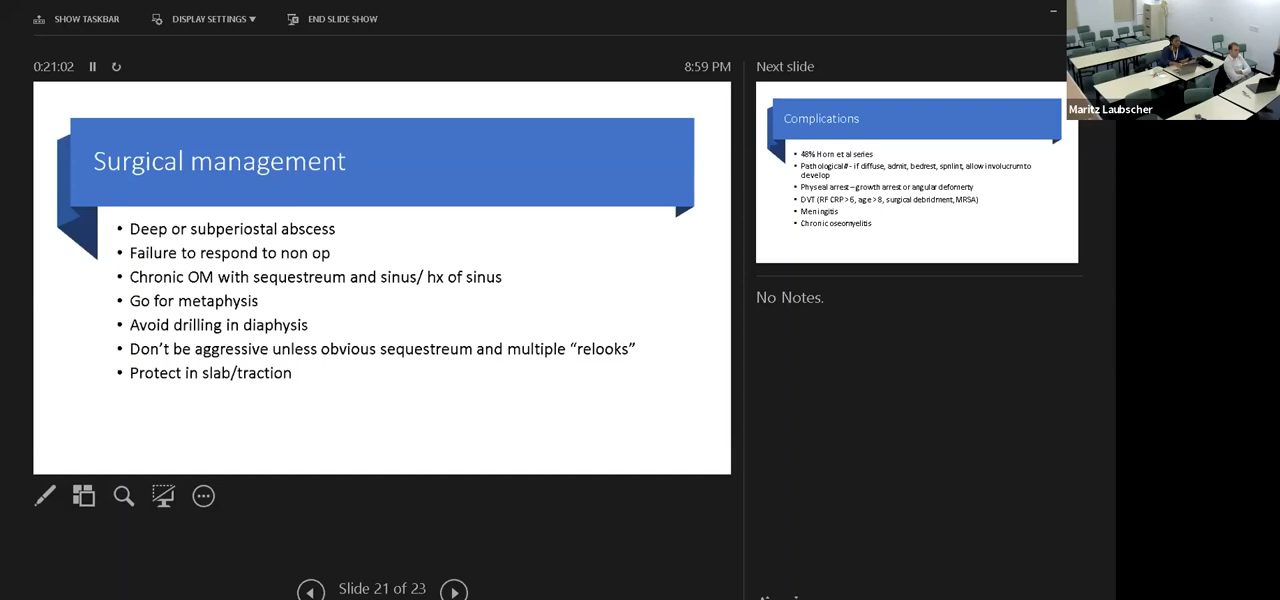 SHOW TASKBAR
DISPLAY SETTINGS ▼
END SLIDE SHOW
0:21:02
8:59 PM
Surgical management
• Deep or subperiostal abscess
• Failure to respond to non op
• Chronic OM with sequestreum and sinus/ hx of sinus
• Go for metaphysis
• Avoid drilling in diaphysis
• Don't be aggressive unless obvious sequestreum and multiple “relooks”
• Protect in slab/traction
Slide 21 of 23
Next slide
Complications
• 48% Horn et al series
• Pathological# - if diffuse, admit, bedrest, spnlint, allow involucrum to
develop
• Physeal arrest – growth arrest or angular defomerty
• DVT (RF CRP > 6, age > 8, surgical debridment, MRSA)
• Meningitis
• Chronic oseomyelitis
No Notes.
Maritz Laubscher